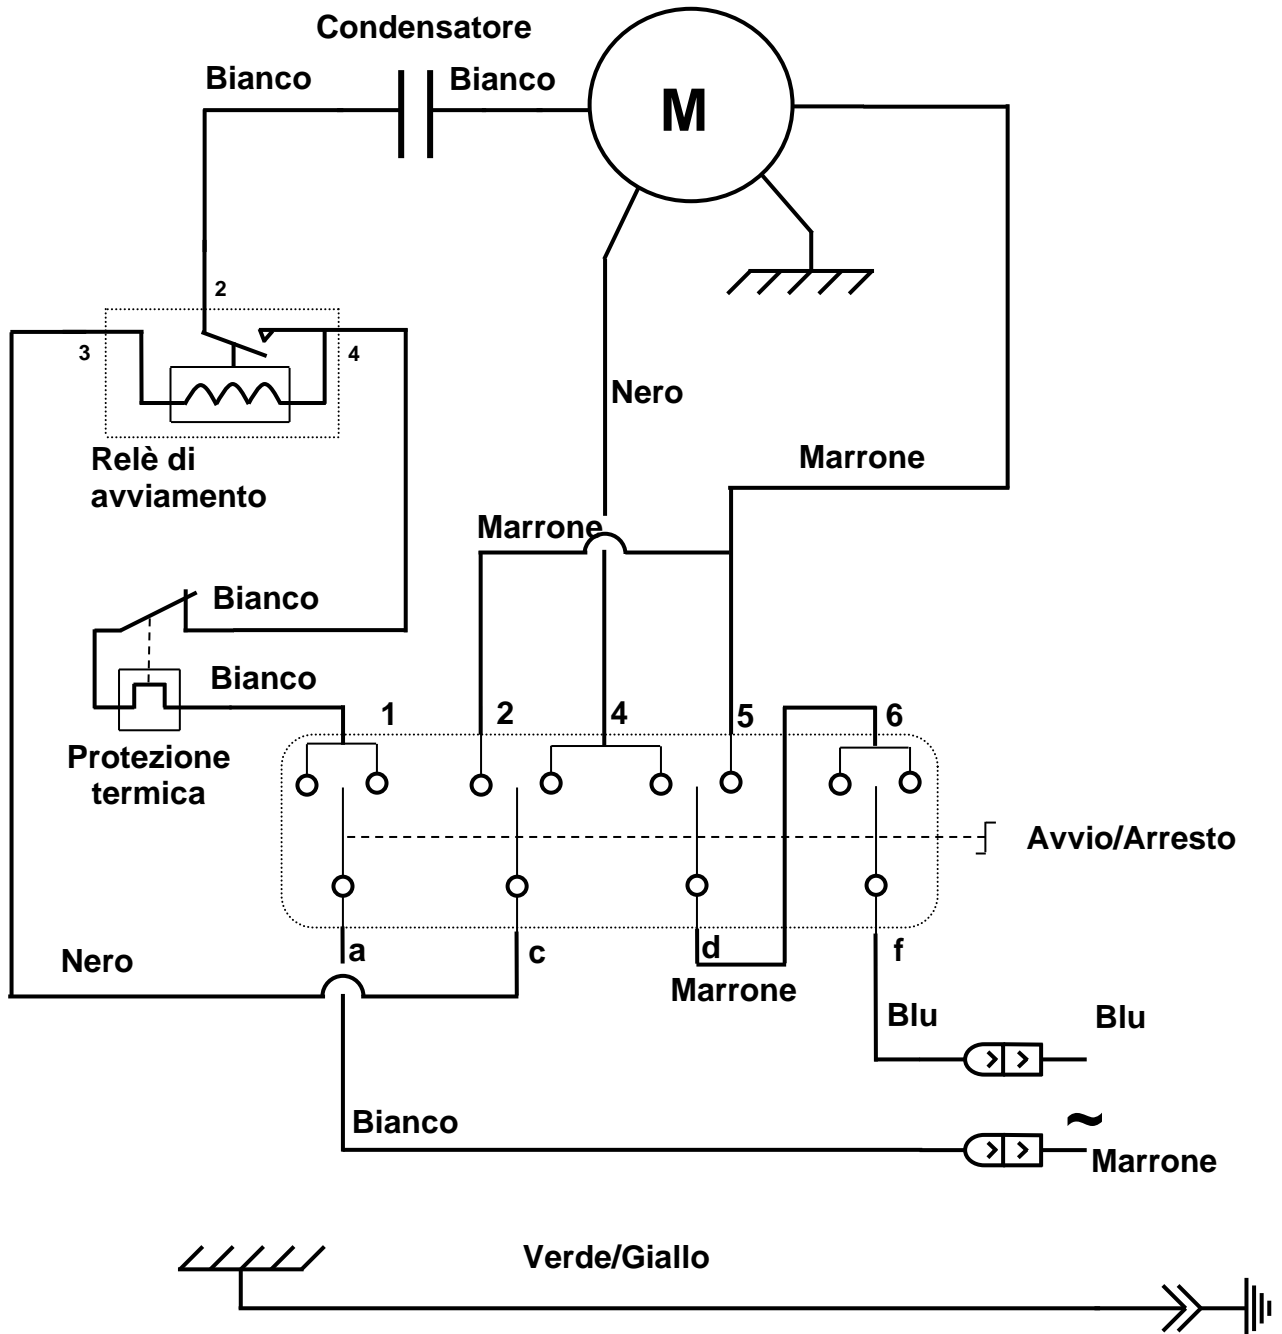 Condensatore
Bianco
Bianco
M
2
3
4
Nero
Relè di
avviamento
Marrone
Marrone
Bianco
Bianco
1
2
4
5
6
Protezione
termica
Avvio/Arresto
a
c
d
f
Nero
Marrone
Blu
Blu
Bianco
~
Marrone
Verde/Giallo